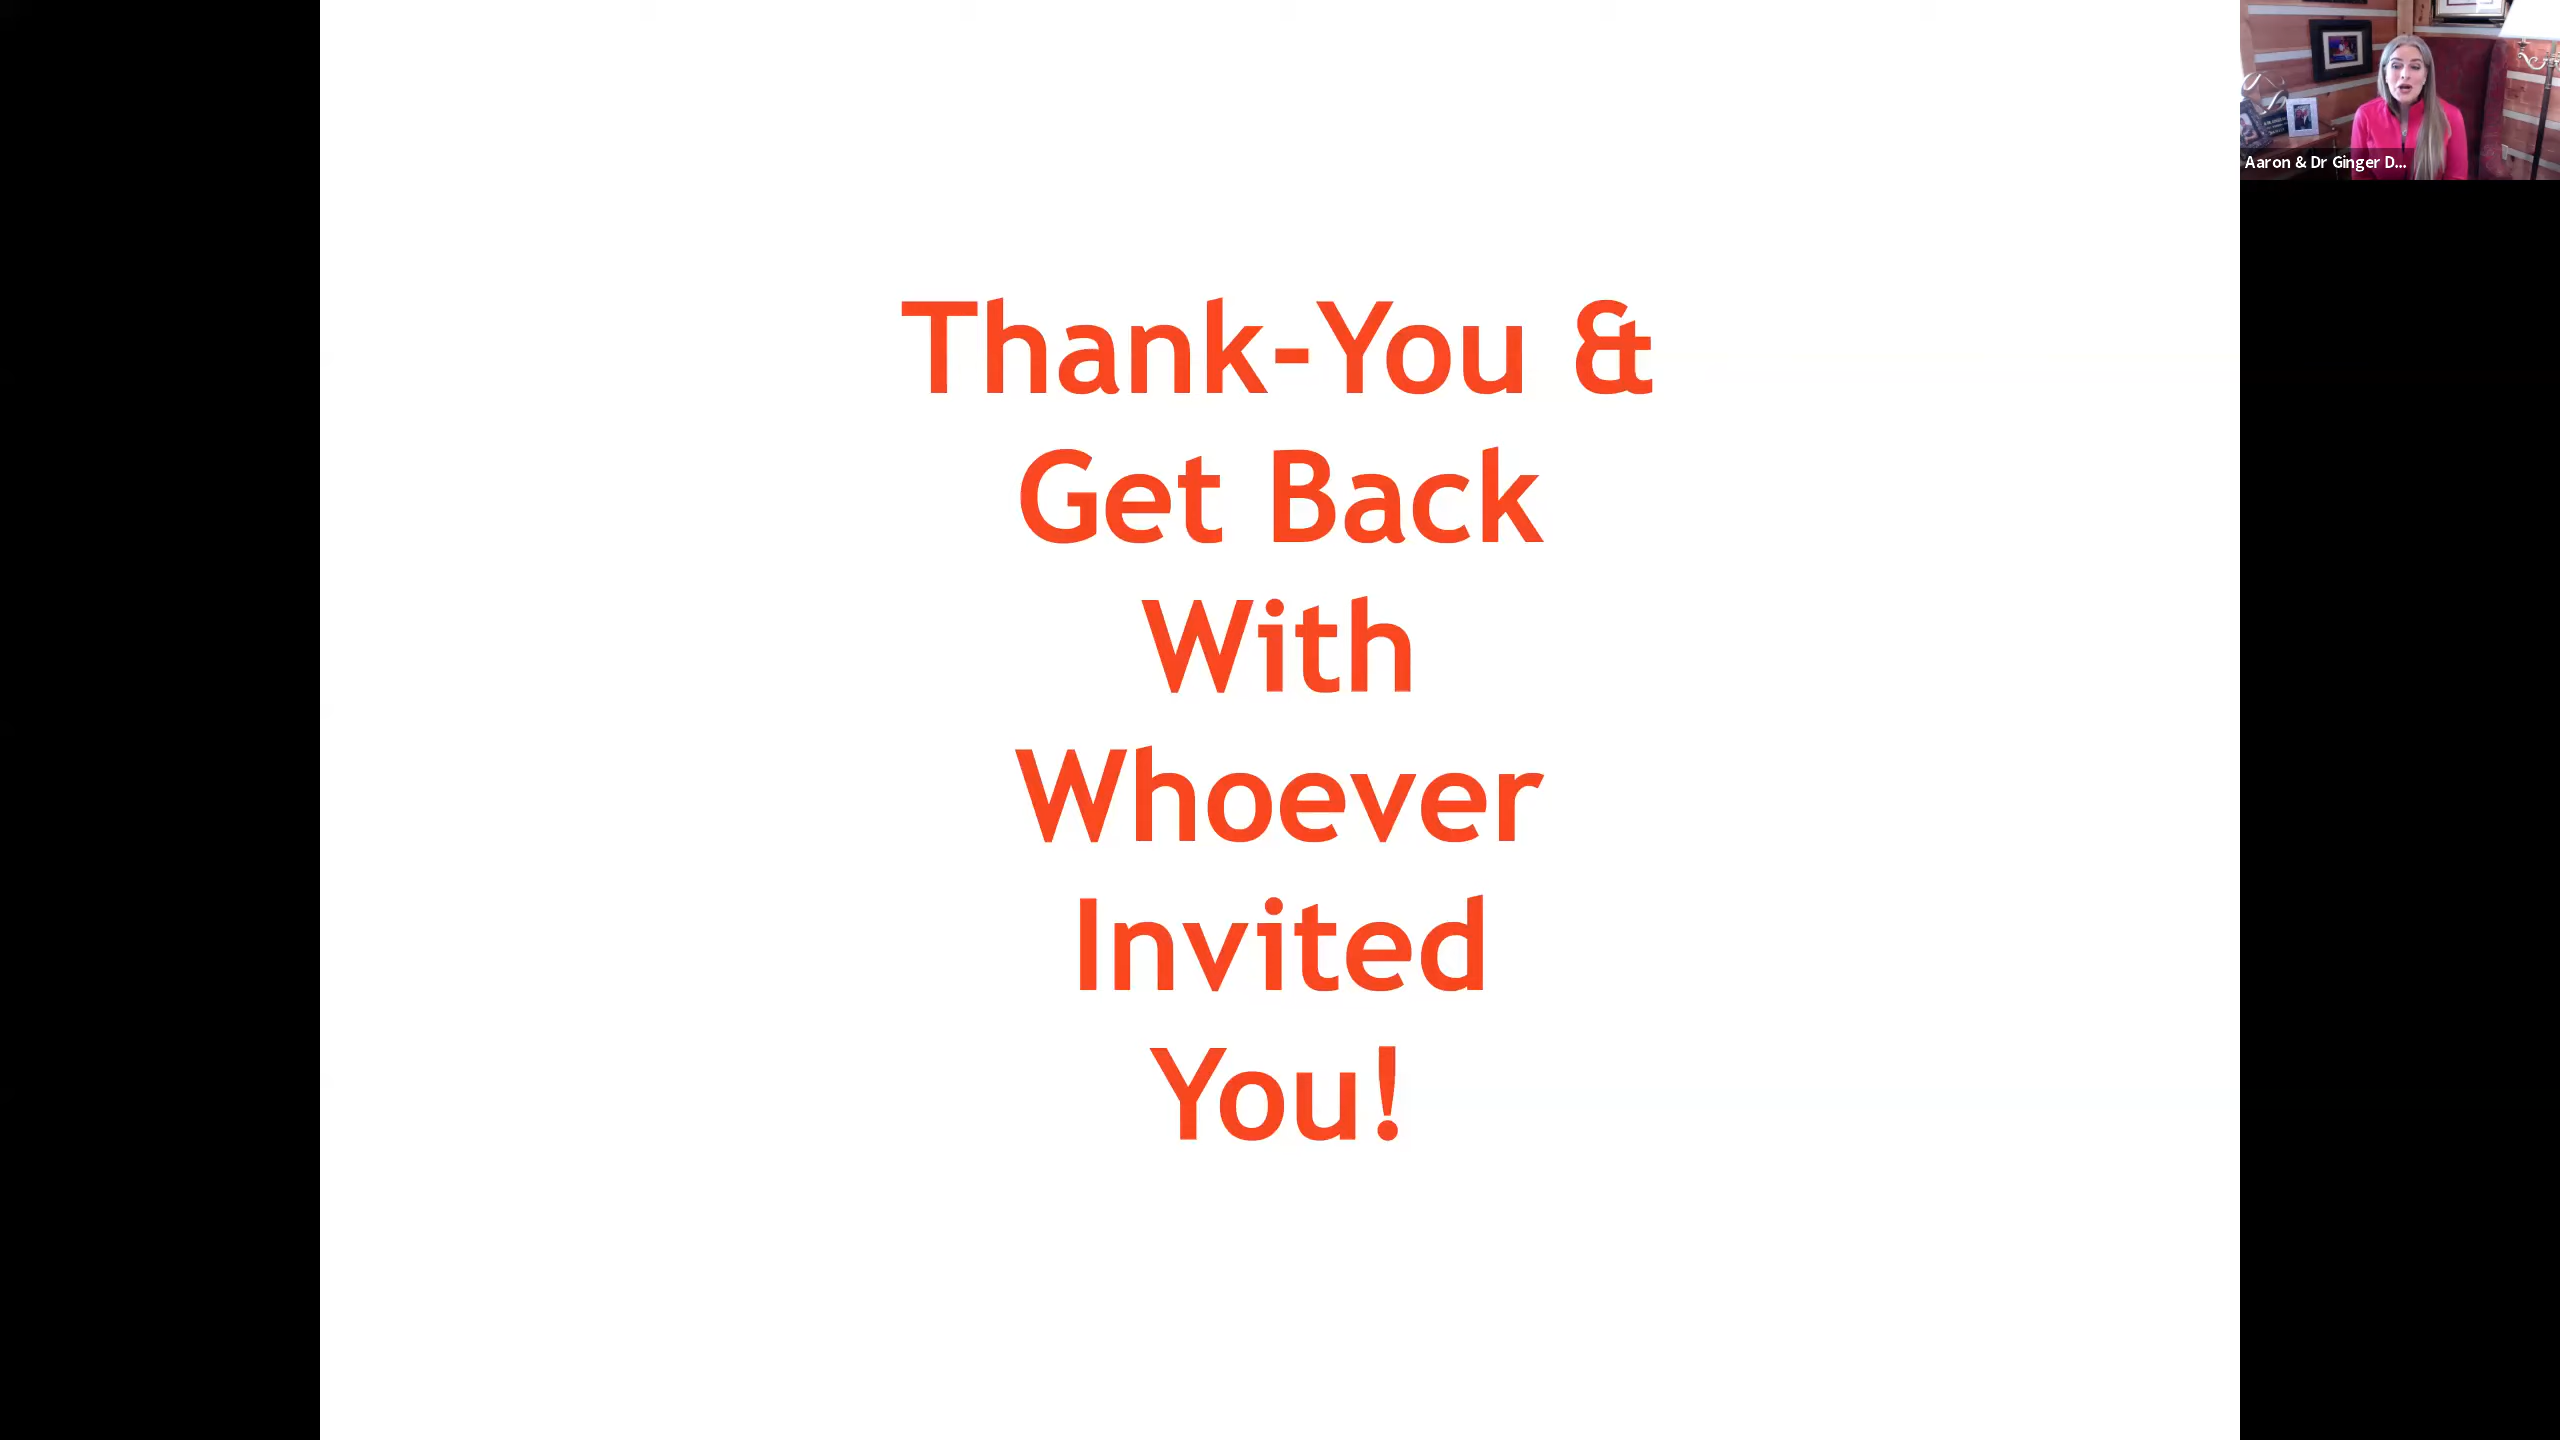 Thank-You &
Get Back
With
Whoever
Invited
You!
Aaron & Dr Ginger D...